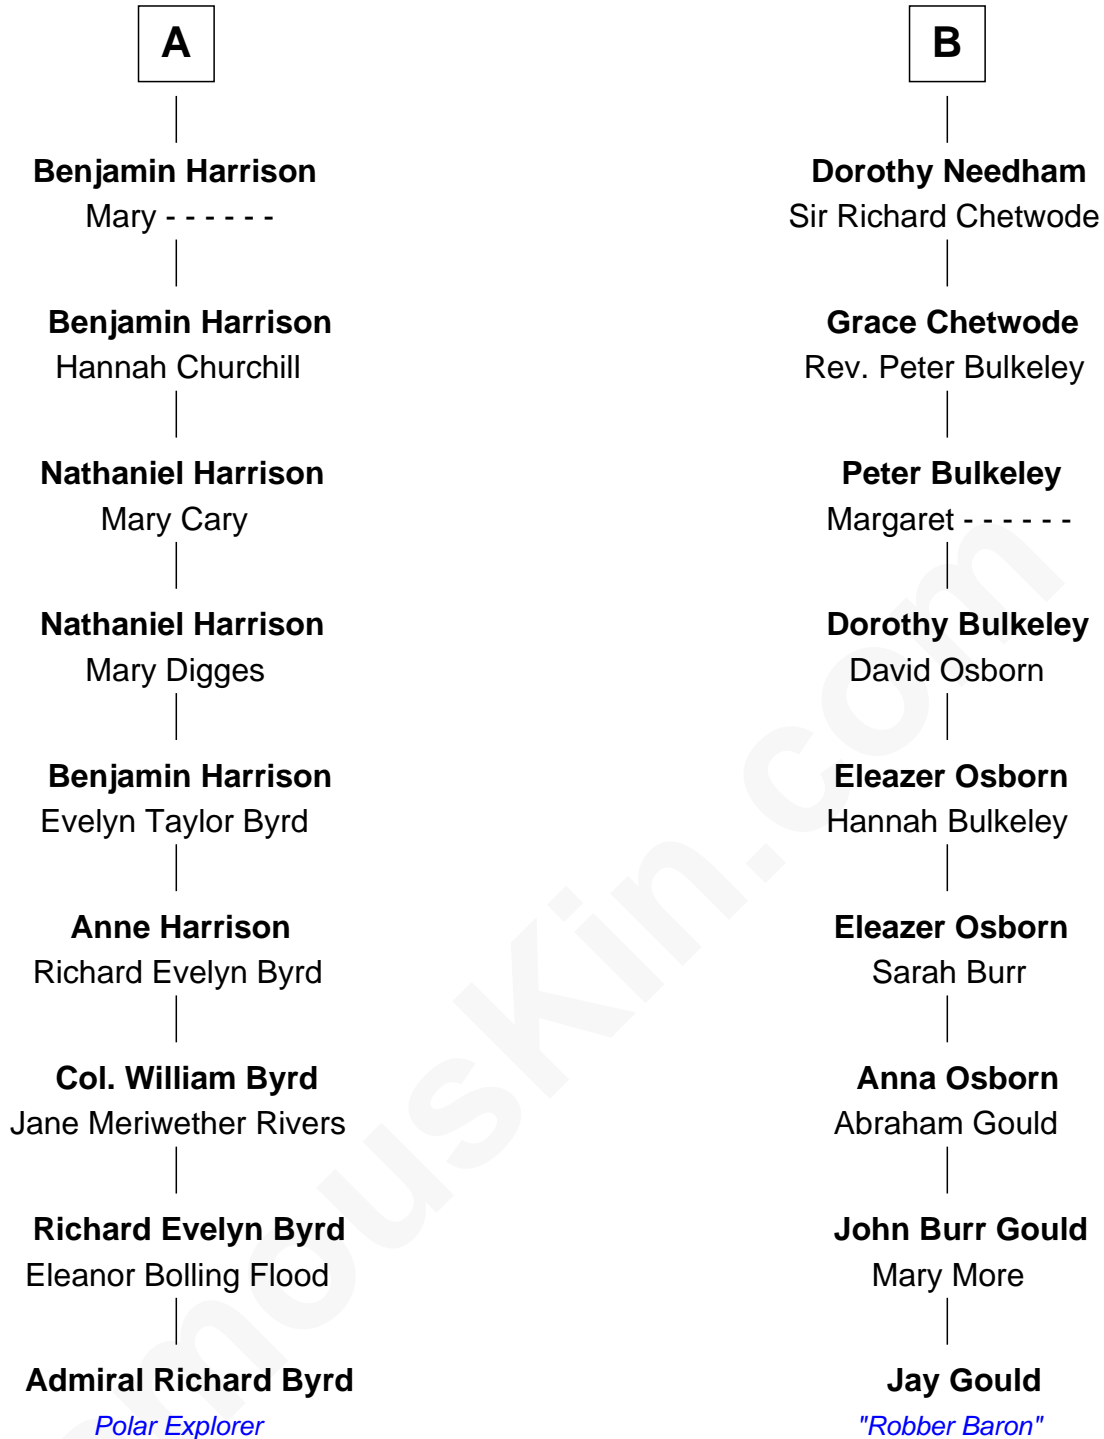 A
Benjamin Harrison
Mary - - - - - -
Benjamin Harrison
Hannah Churchill
Nathaniel Harrison
Mary Cary
Nathaniel Harrison
Mary Digges
Benjamin Harrison
Evelyn Taylor Byrd
Anne Harrison
Richard Evelyn Byrd
Col. William Byrd
Jane Meriwether Rivers
Richard Evelyn Byrd
Eleanor Bolling Flood
Admiral Richard Byrd
Polar Explorer
B
Dorothy Needham
Sir Richard Chetwode
Grace Chetwode
Rev. Peter Bulkeley
Peter Bulkeley
Margaret - - - - - -
Dorothy Bulkeley
David Osborn
Eleazer Osborn
Hannah Bulkeley
Eleazer Osborn
Sarah Burr
Anna Osborn
Abraham Gould
John Burr Gould
Mary More
Jay Gould
"Robber Baron"
mousKin.com